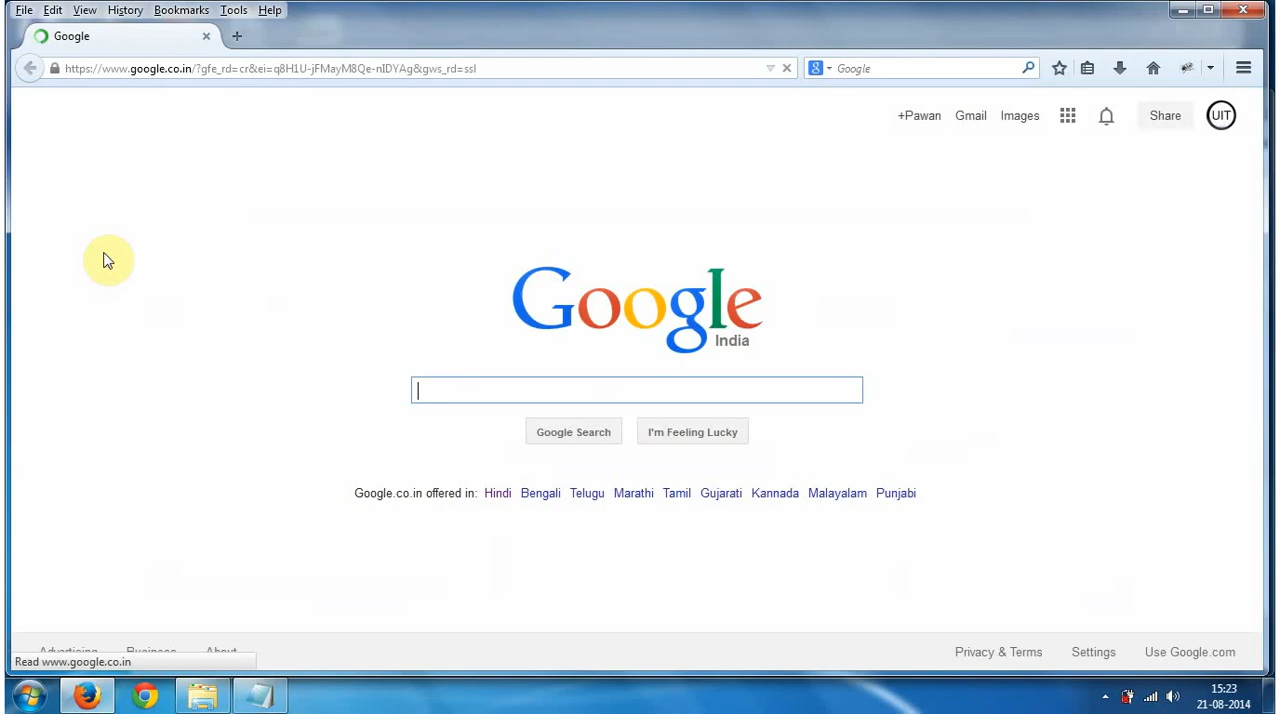 File Edit View History Bookmarks Tools Help
Google
https://www.google.co.in/?gfe_rd=cr&ei=q8H1U-jFMayM8Qe-nIDYAg&gws_rd=ssl
Google
+Pawan Gmail Images Share UIT
Google
India
Google Search I'm Feeling Lucky
Google.co.in offered in: Hindi Bengali Telugu Marathi Tamil Gujarati Kannada Malayalam Punjabi
Advertising Business About Privacy & Terms Settings Use Google.com
Read www.google.co.in
15:23
21-08-2014